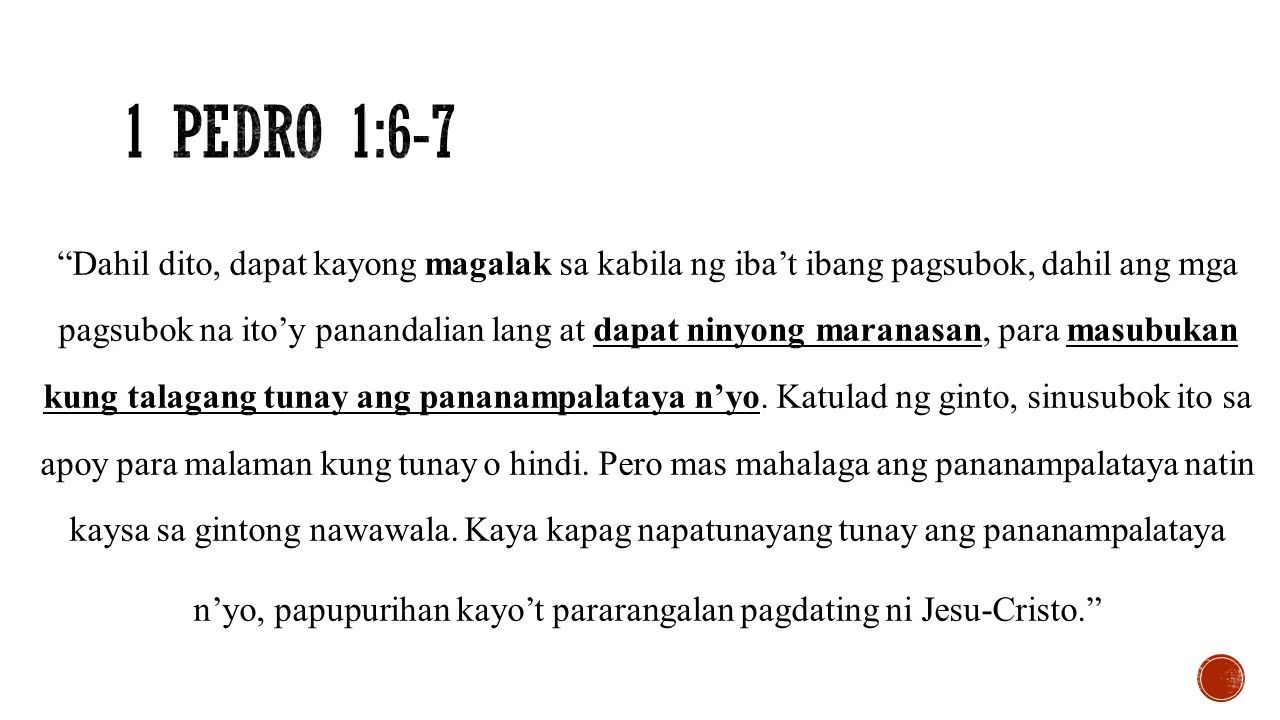 1 PEDRO 1:6-7
“Dahil dito, dapat kayong magalak sa kabila ng iba’t ibang pagsubok, dahil ang mga
pagsubok na ito’y panandalian lang at dapat ninyong maranasan, para masubukan
kung talagang tunay ang pananampalataya n’yo. Katulad ng ginto, sinusubok ito sa
apoy para malaman kung tunay o hindi. Pero mas mahalaga ang pananampalataya natin
kaysa sa gintong nawawala. Kaya kapag napatunayang tunay ang pananampalataya
n’yo, papupurihan kayo’t pararangalan pagdating ni Jesu-Cristo.”